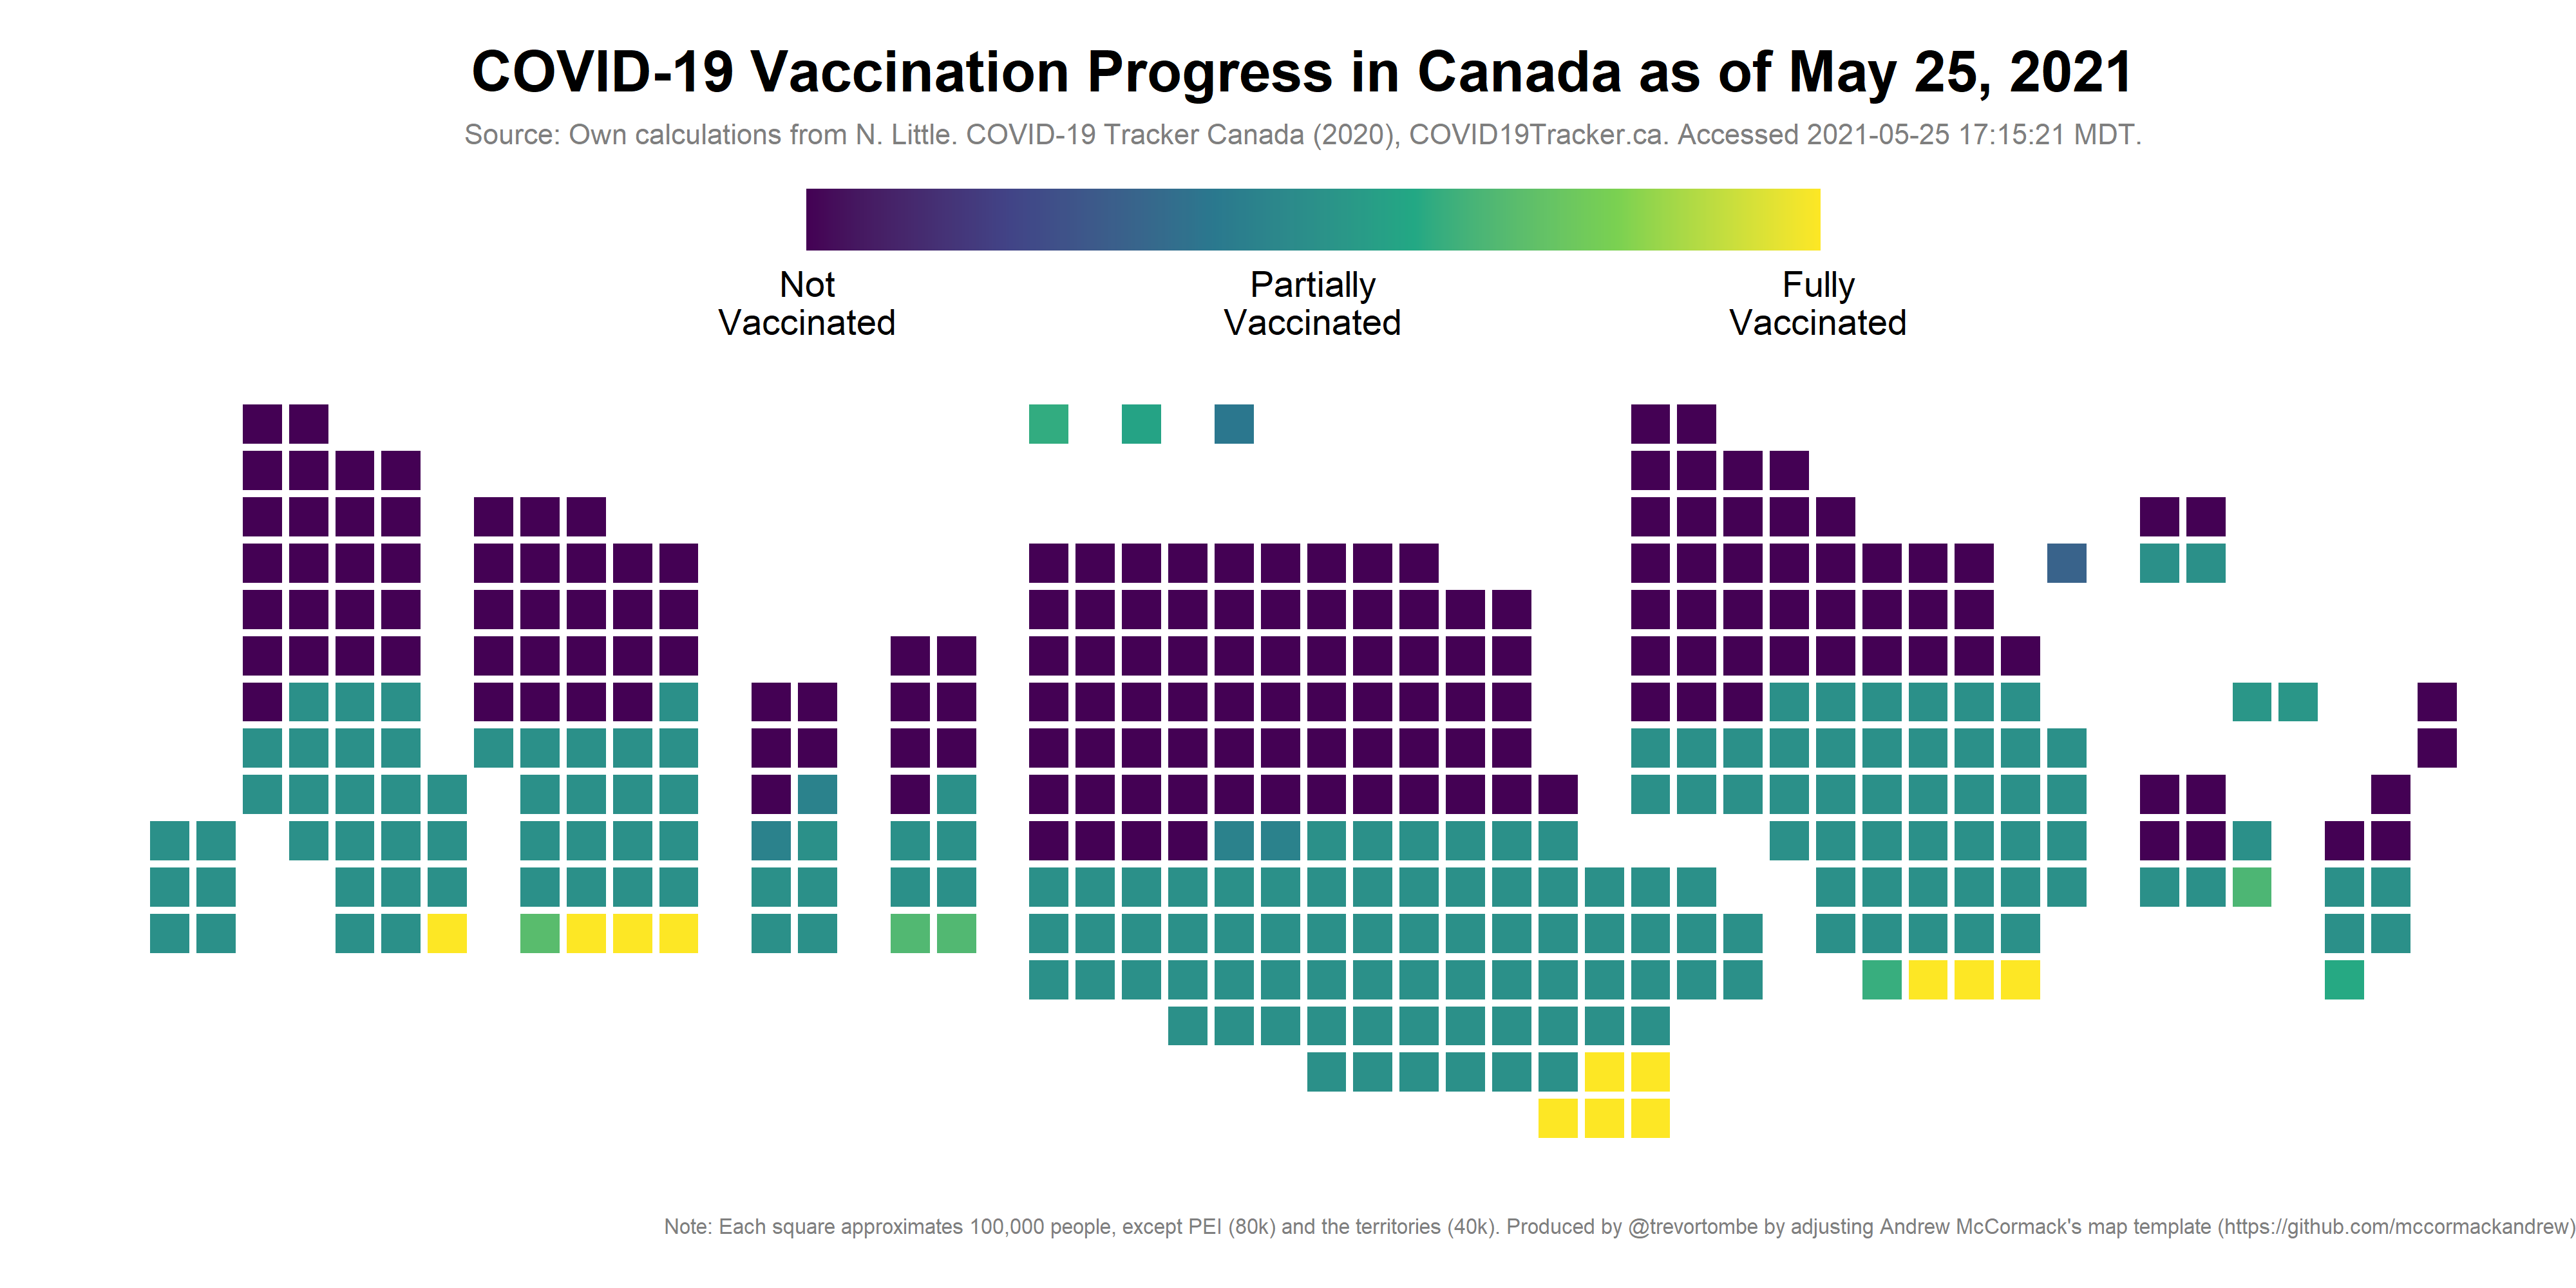 COVID-19 Vaccination Progress in Canada as of May 25, 2021
Source: Own calculations from N. Little. COVID-19 Tracker Canada (2020), COVID19Tracker.ca. Accessed 2021-05-25 17:15:21 MDT.
Not
Vaccinated
Partially
Vaccinated
Fully
Vaccinated
Note: Each square approximates 100,000 people, except PEI (80k) and the territories (40k). Produced by @trevortombe by adjusting Andrew McCormack's map template (https://github.com/mccormackandrew)